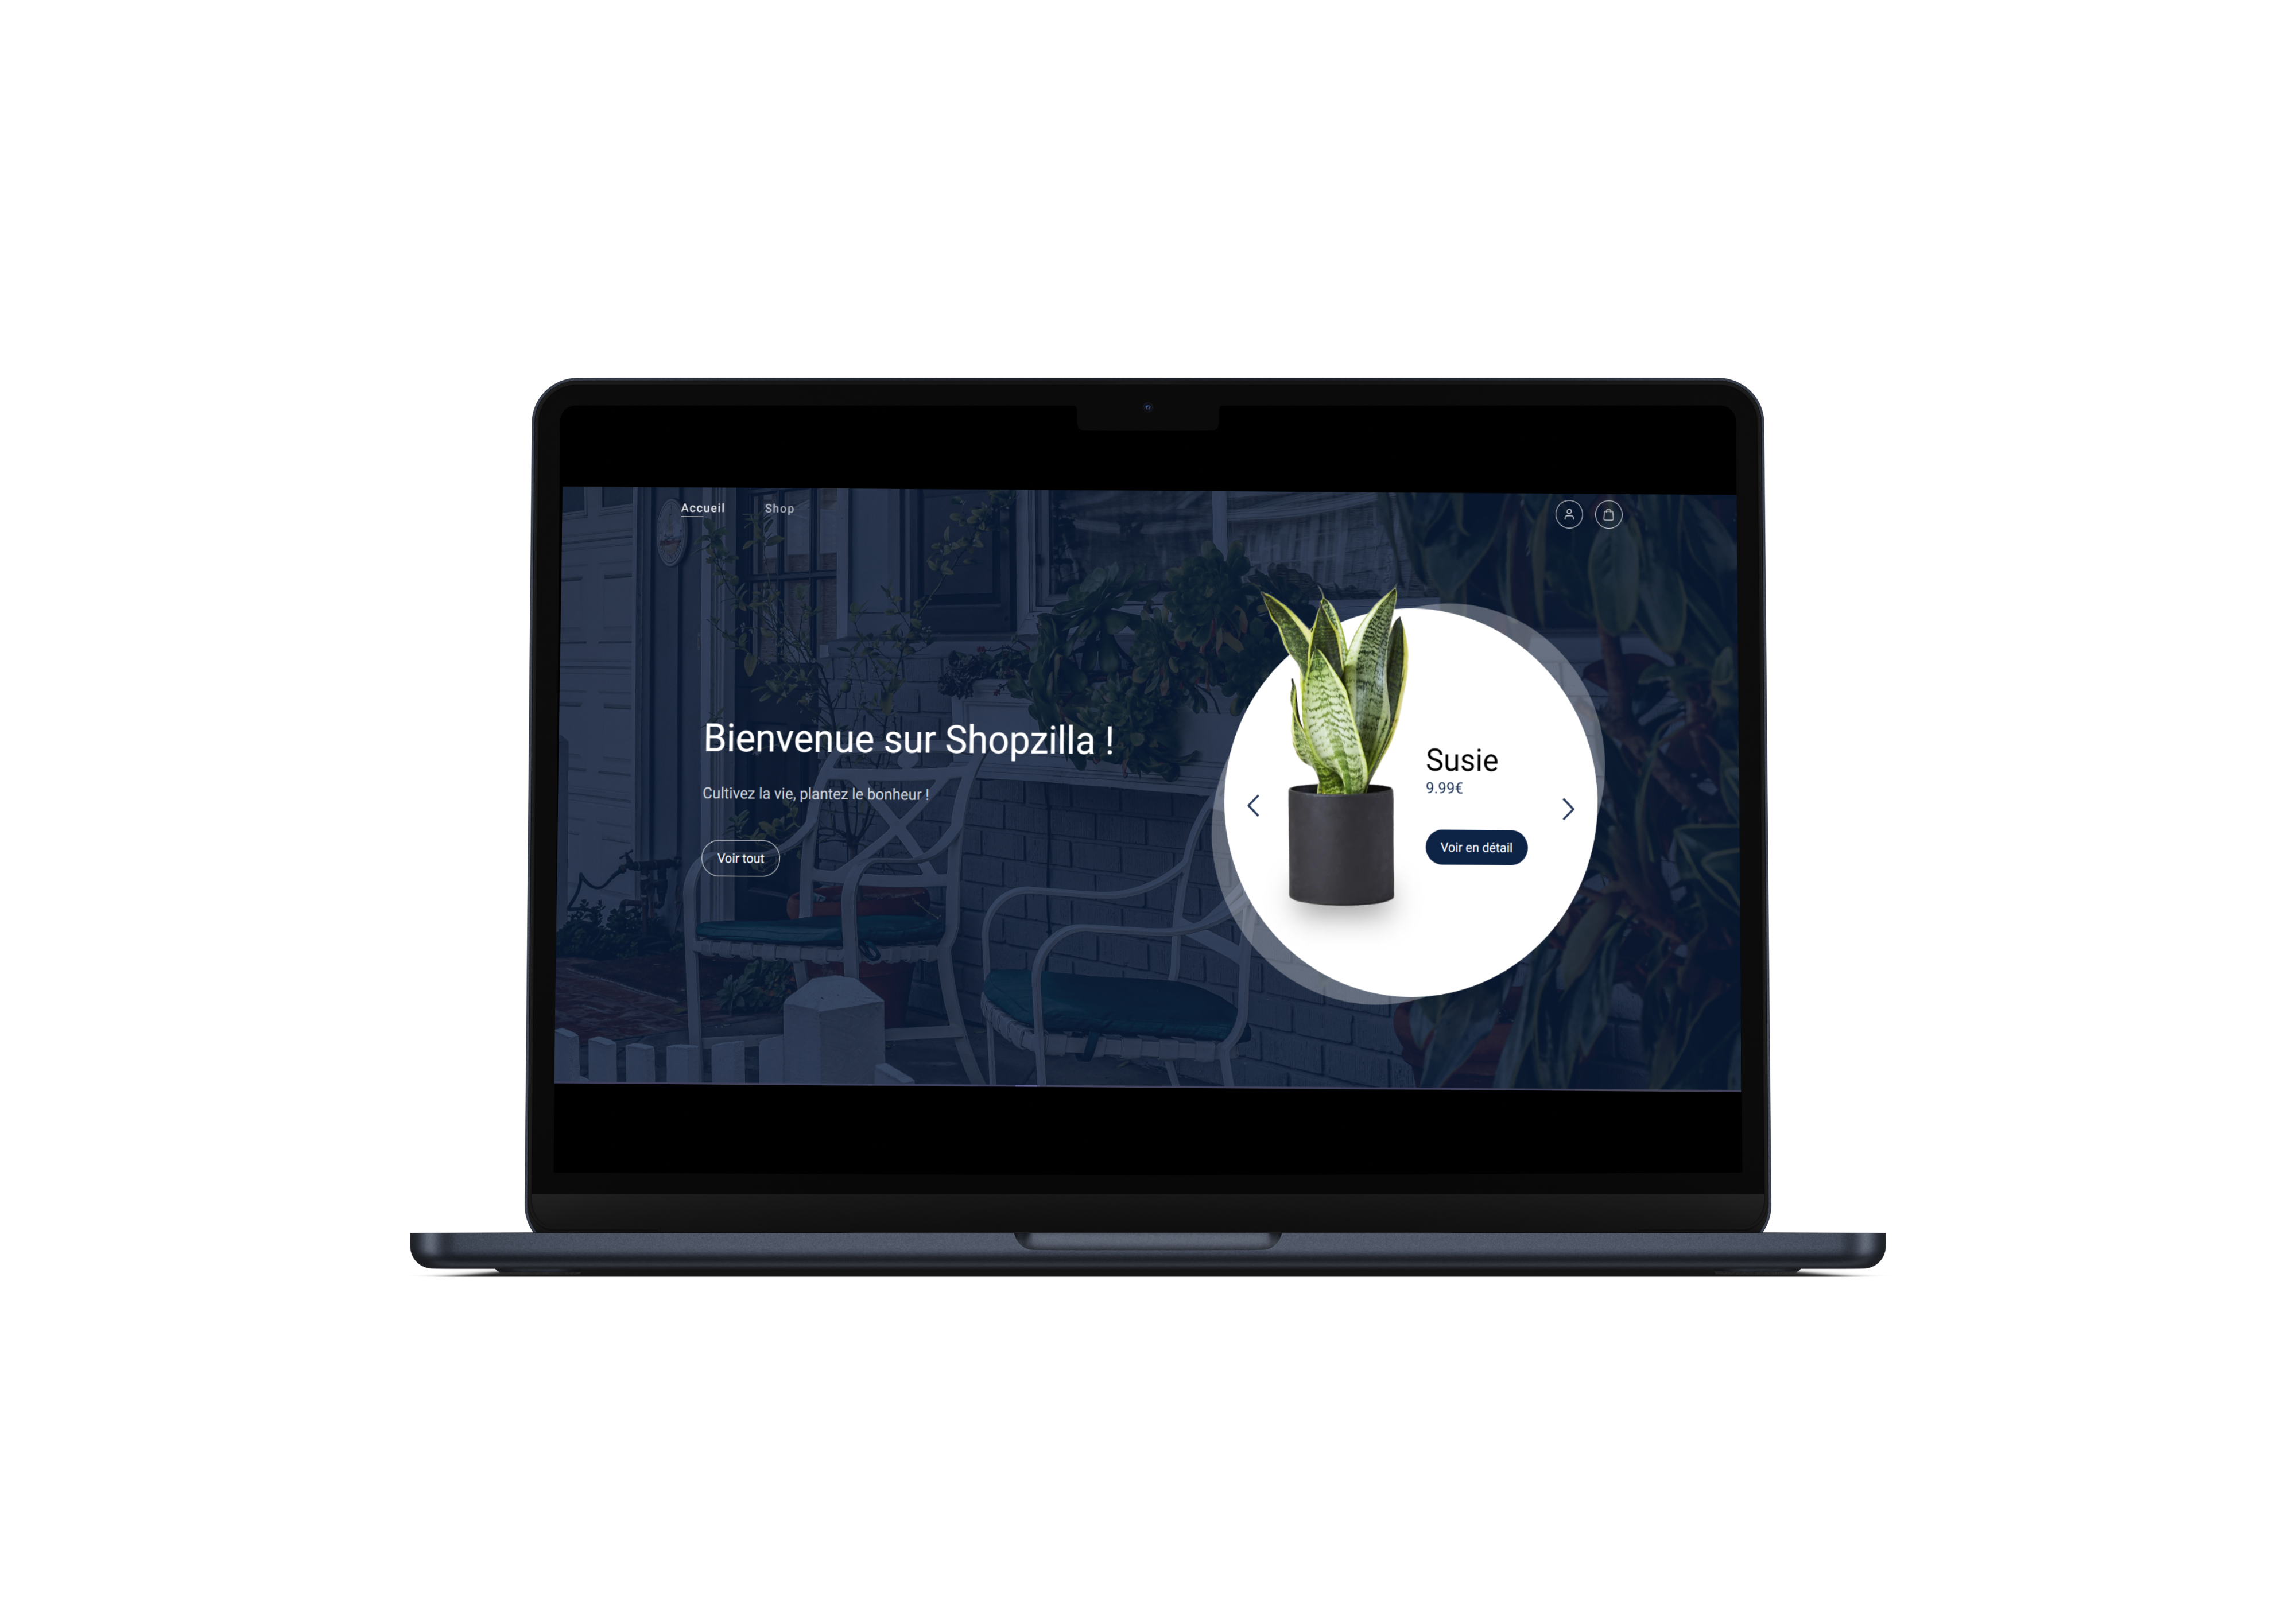 Accueil
Shop
Bienvenue sur Shopzilla !
Cultivez la vie, plantez le bonheur !
Voir tout
Susie
9.99€
Voir en détail